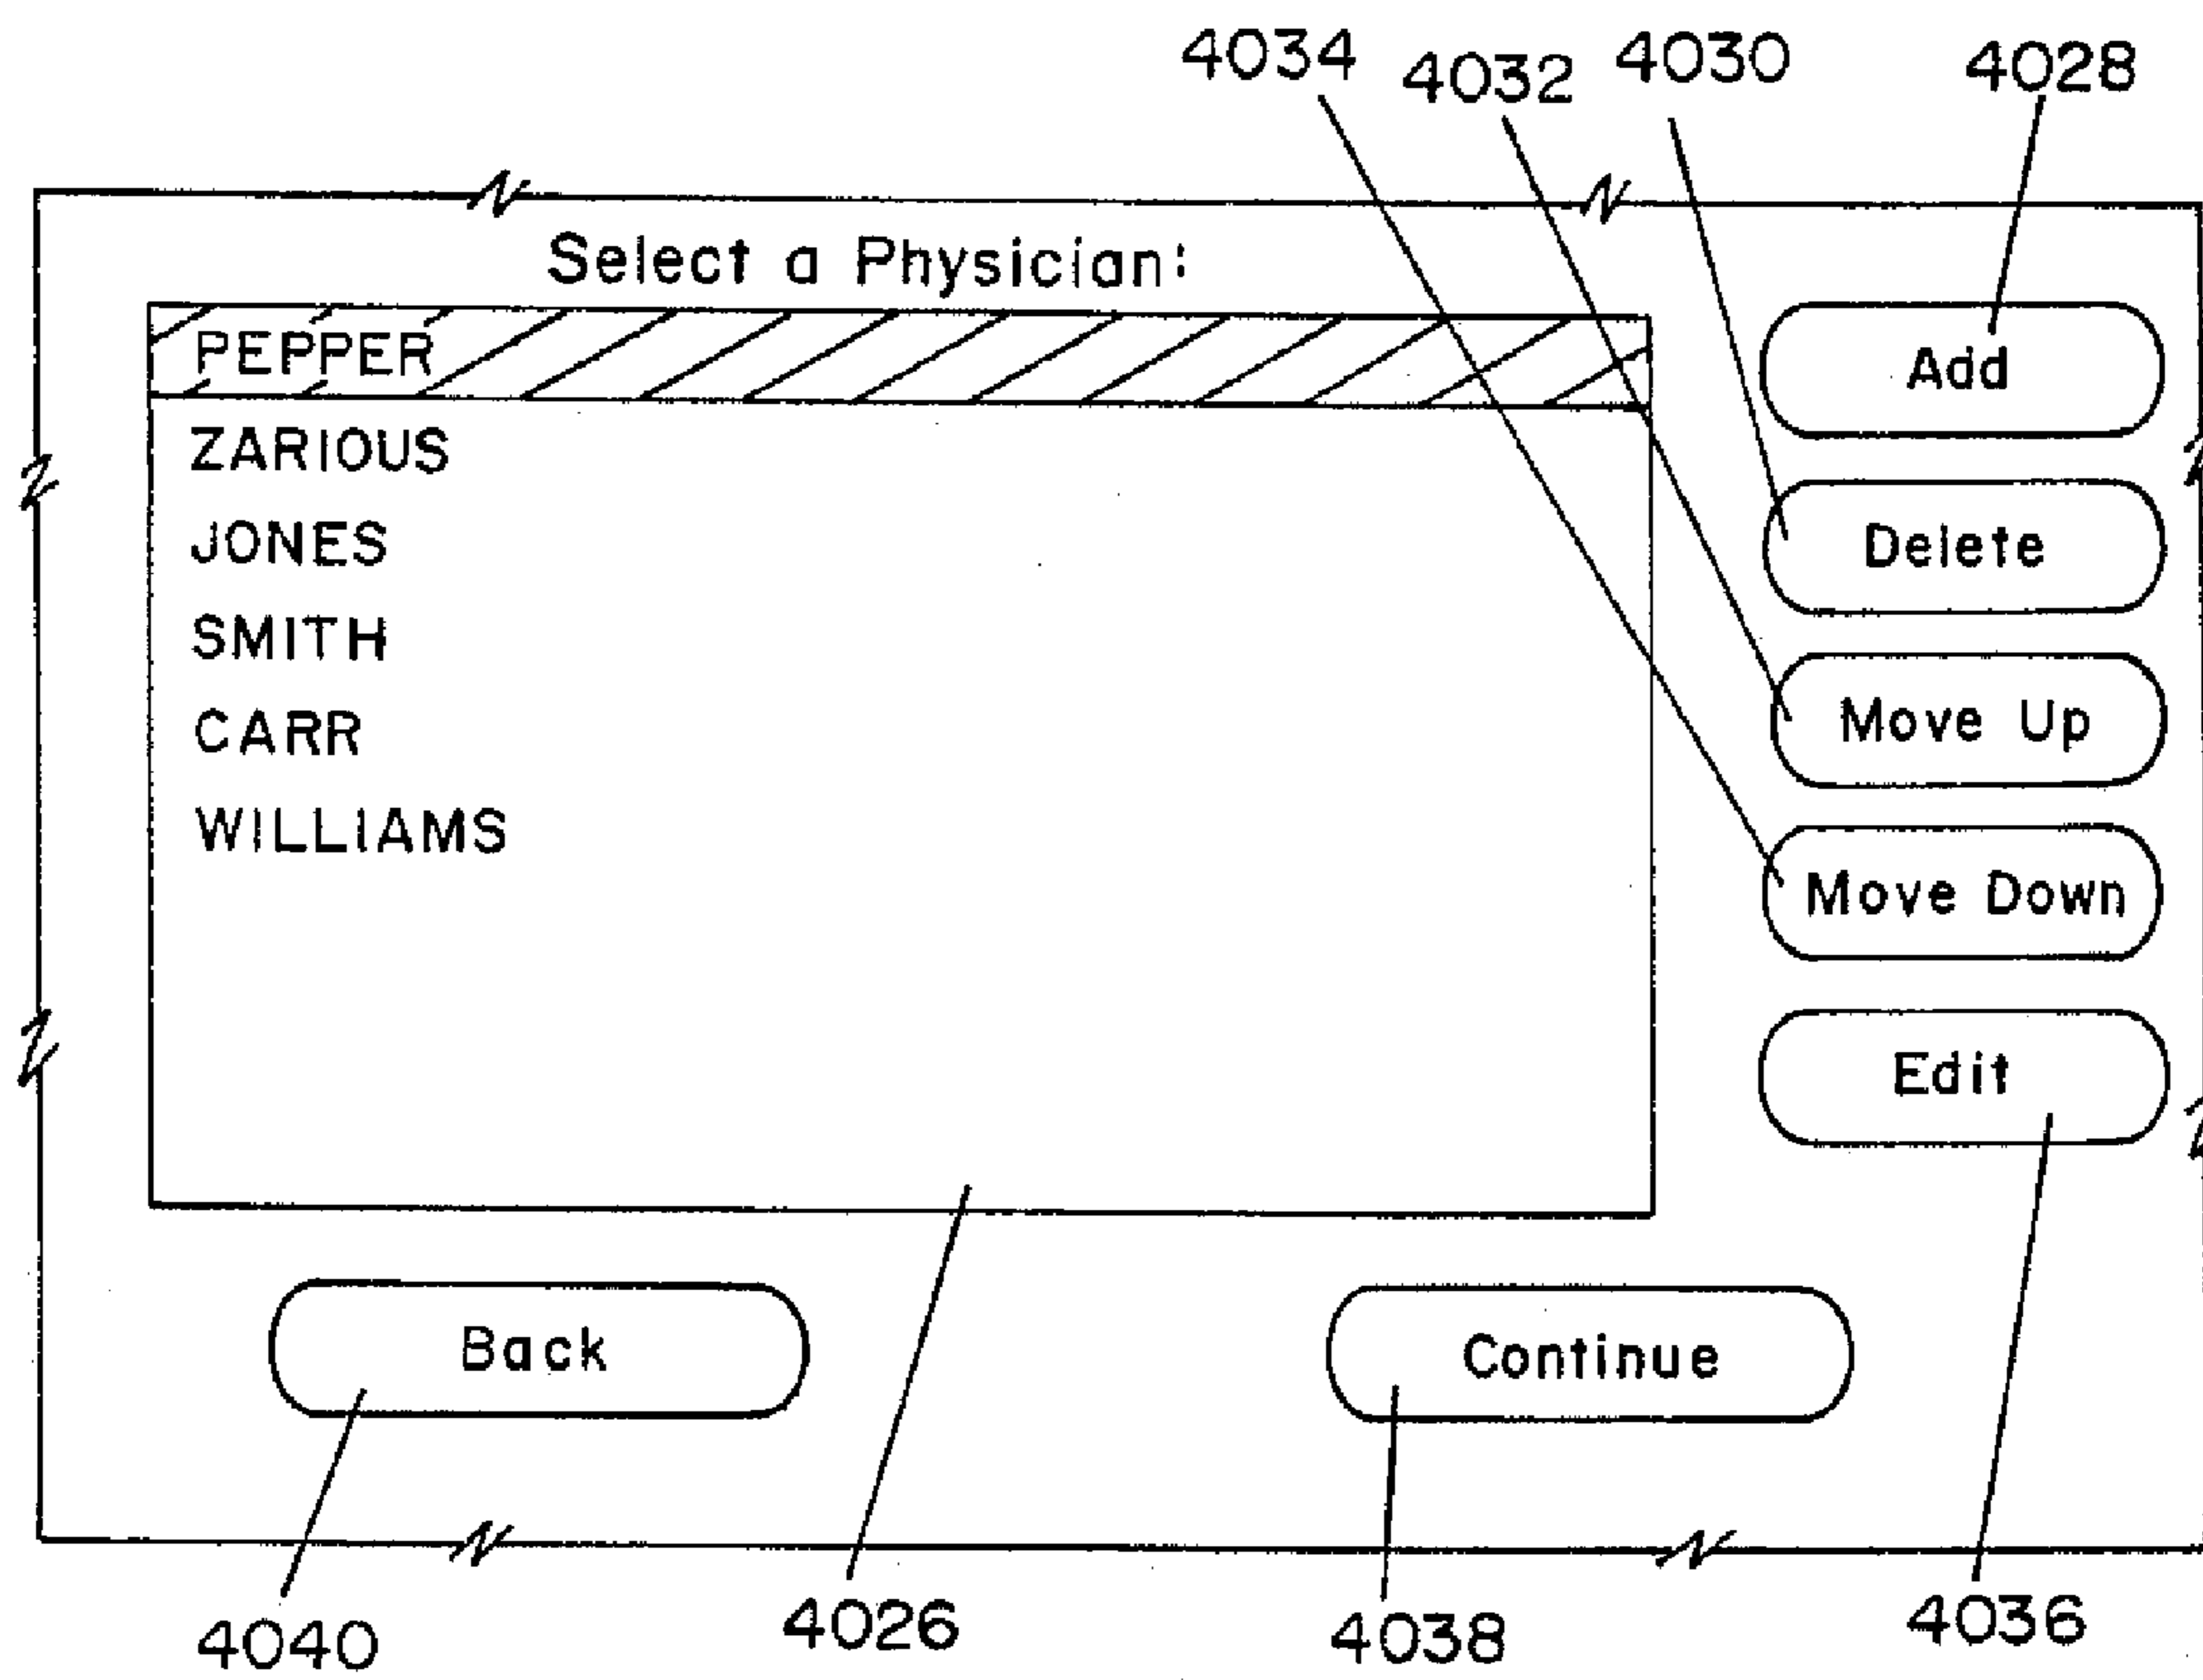 4034 4032 4030 4028
Select a Physician:
PEPPER
ZARIOUS
JONES
SMITH
CARR
WILLIAMS
Add
Delete
Move Up
Move Down
Edit
Back
Continue
4040 4026 4038 4036